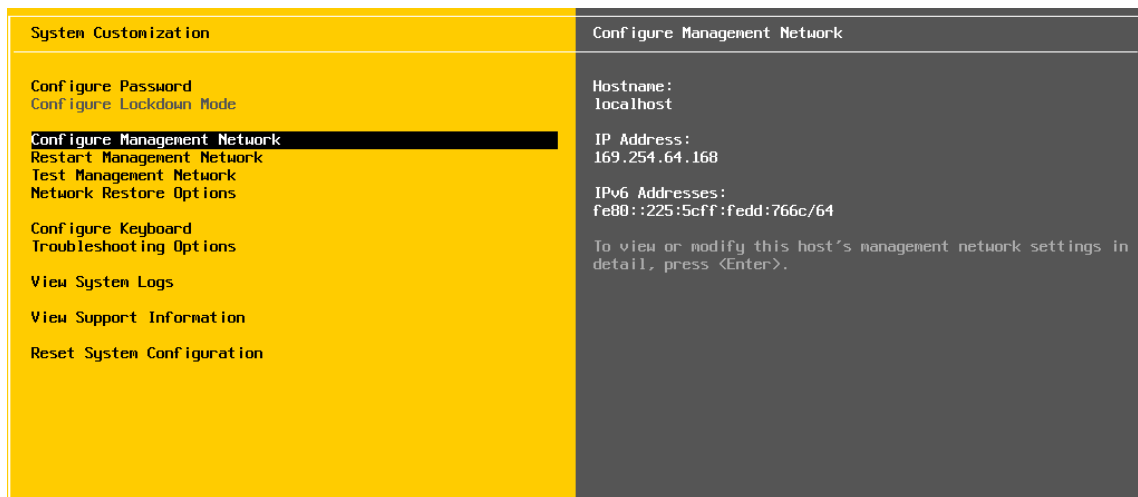 System Customization
Configure Password
Configure Lockdown Mode
Configure Management Network
Restart Management Network
Test Management Network
Network Restore Options
Configure Keyboard
Troubleshooting Options
View System Logs
View Support Information
Reset System Configuration
Configure Management Network
Hostname:
localhost
IP Address:
169.254.64.168
IPv6 Addresses:
fe80::225:5cff:fedd:766c/64
To view or modify this host's management network settings in
detail, press <Enter>.